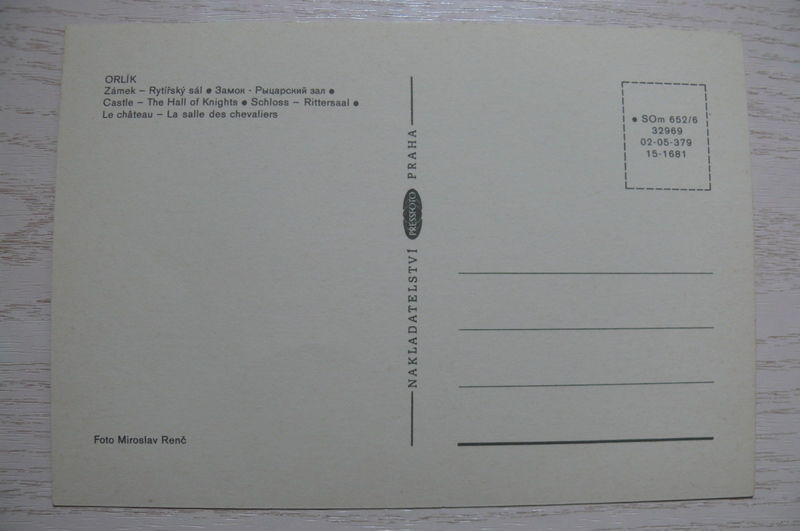 ORLÍK
Zámek – Rytířský sál ● Замок - Рыцарский зал ●
Castle – The Hall of Knights ● Schloss – Rittersaal ●
Le château – La salle des chevaliers
Foto Miroslav Renč
NAKLADATELSTVÍ PRESSFOTO PRAHA
● SOm 652/6
32969
02-05-379
15-1681